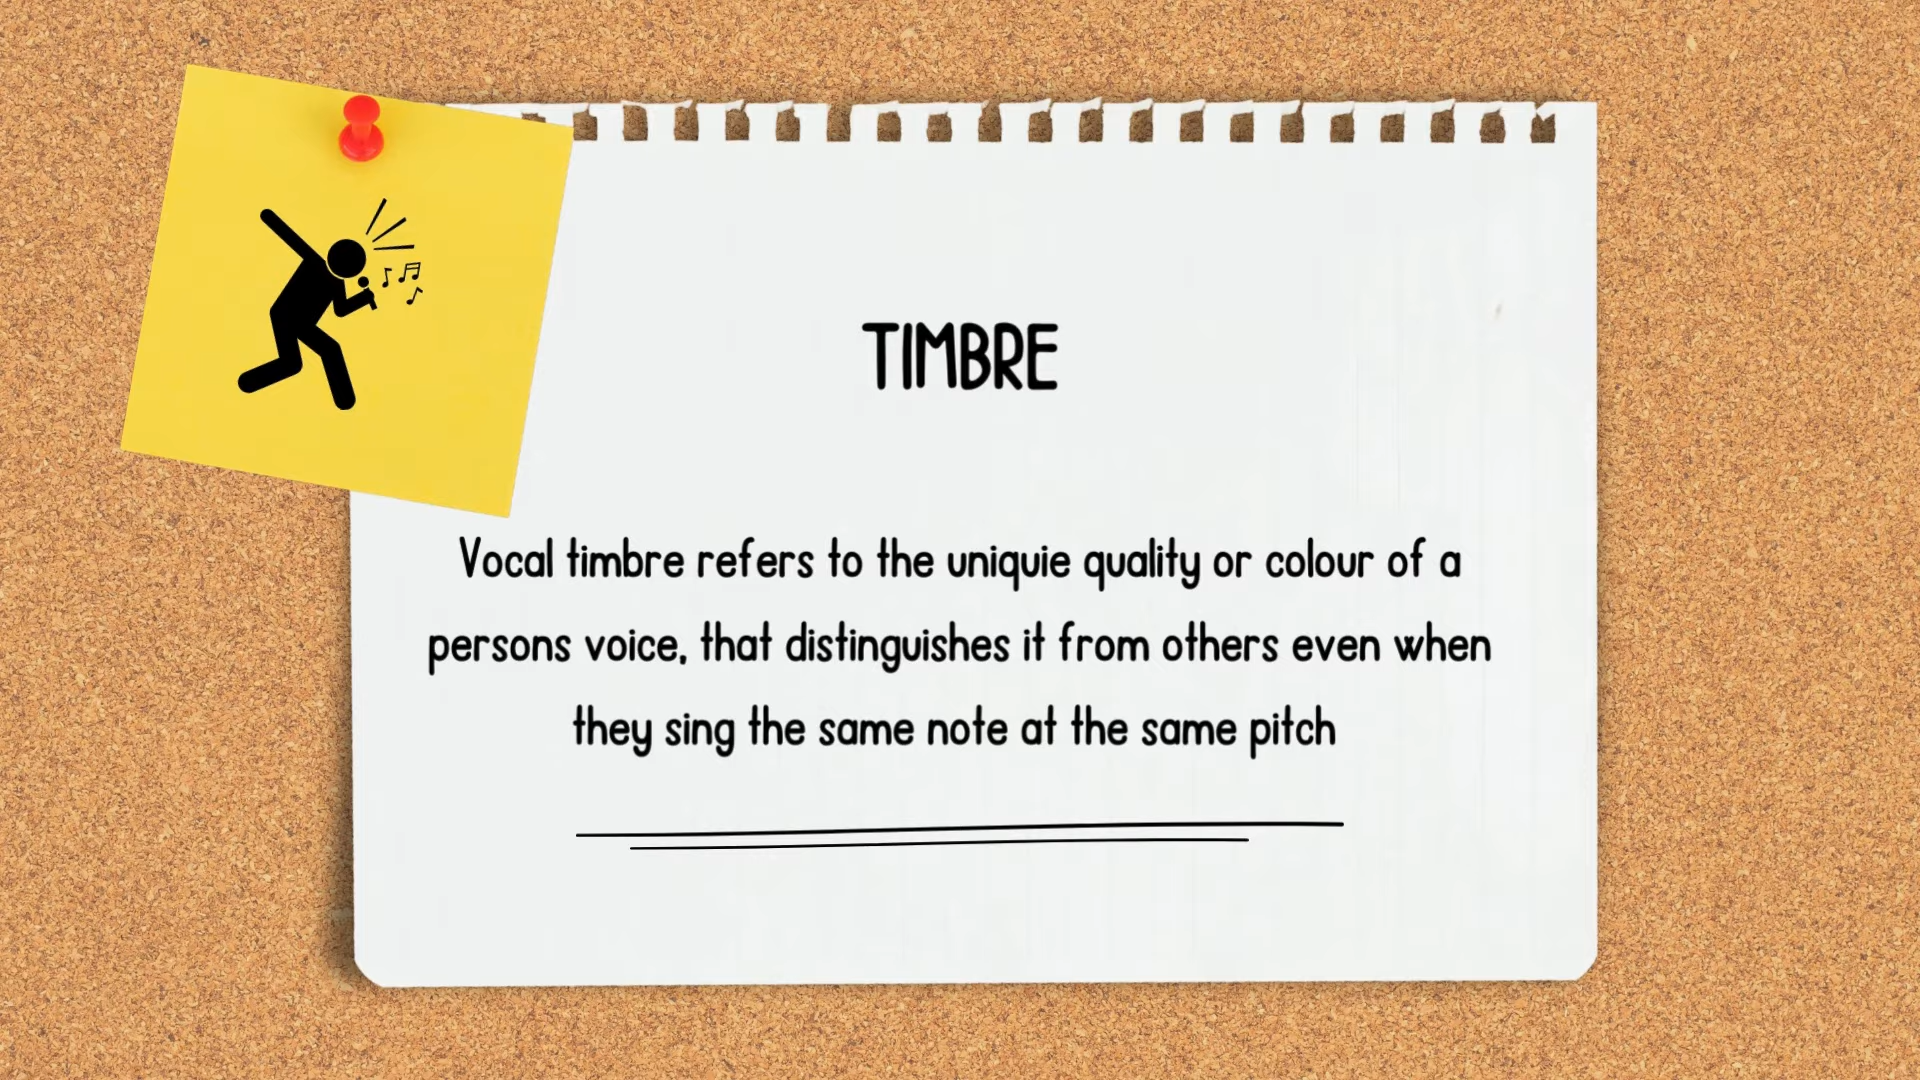 TIMBRE
Vocal timbre refers to the uniquie quality or colour of a
persons voice, that distinguishes it from others even when
they sing the same note at the same pitch